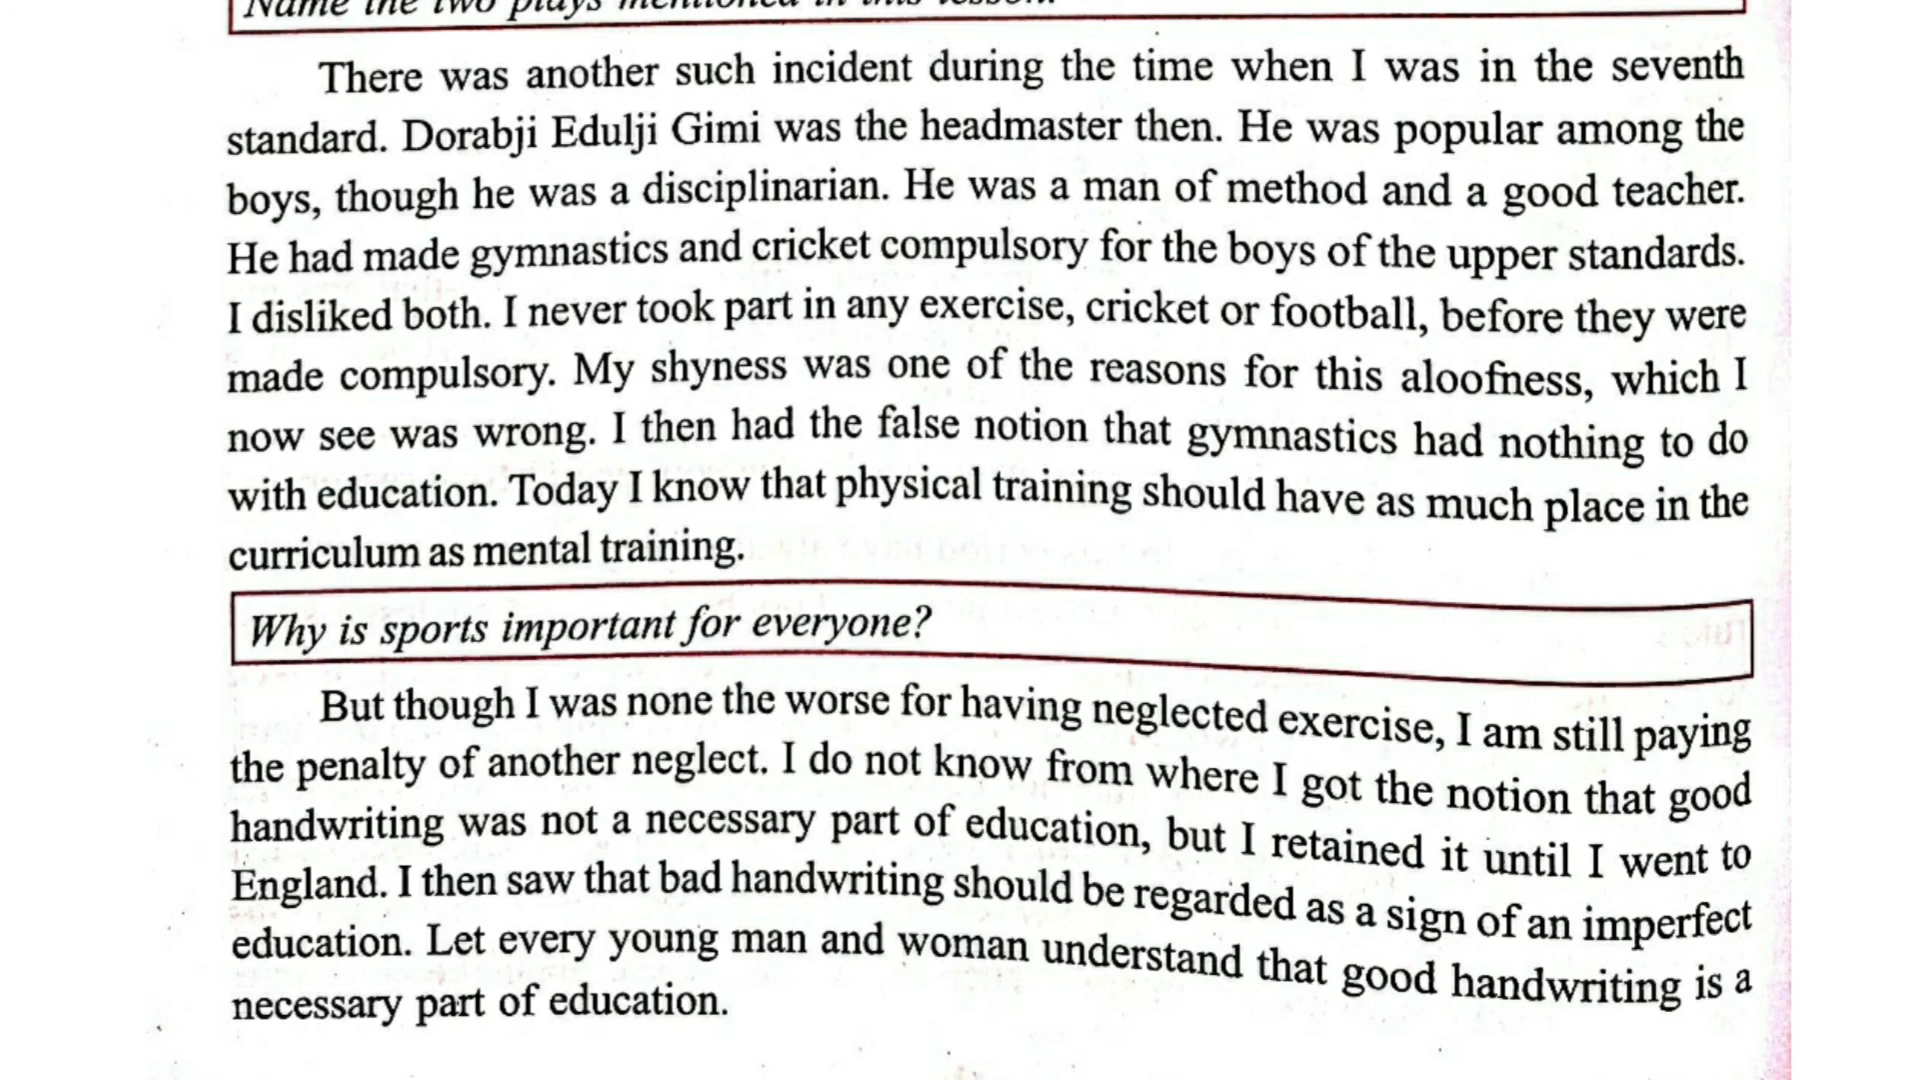 Name the two plays mentioned in this lesson.
There was another such incident during the time when I was in the seventh
standard. Dorabji Edulji Gimi was the headmaster then. He was popular among the
boys, though he was a disciplinarian. He was a man of method and a good teacher.
He had made gymnastics and cricket compulsory for the boys of the upper standards.
I disliked both. I never took part in any exercise, cricket or football, before they were
made compulsory. My shyness was one of the reasons for this aloofness, which I
now see was wrong. I then had the false notion that gymnastics had nothing to do
with education. Today I know that physical training should have as much place in the
curriculum as mental training.
Why is sports important for everyone?
But though I was none the worse for having neglected exercise, I am still paying
the penalty of another neglect. I do not know from where I got the notion that good
handwriting was not a necessary part of education, but I retained it until I went to
England. I then saw that bad handwriting should be regarded as a sign of an imperfect
education. Let every young man and woman understand that good handwriting is a
necessary part of education.